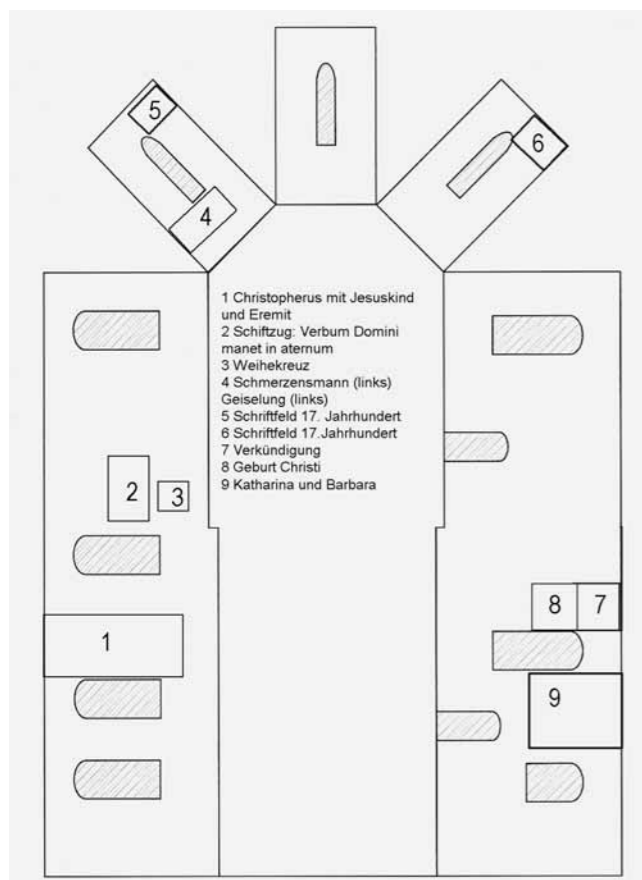 5
6
4
1 Christopherus mit Jesuskind
und Eremit
2 Schiftzug: Verbum Domini
manet in aternum
3 Weihekreuz
4 Schmerzensmann (links)
Geiselung (links)
5 Schriftfeld 17. Jahrhundert
6 Schriftfeld 17.Jahrhundert
7 Verkündigung
8 Geburt Christi
9 Katharina und Barbara
2 3
8 7
1
9